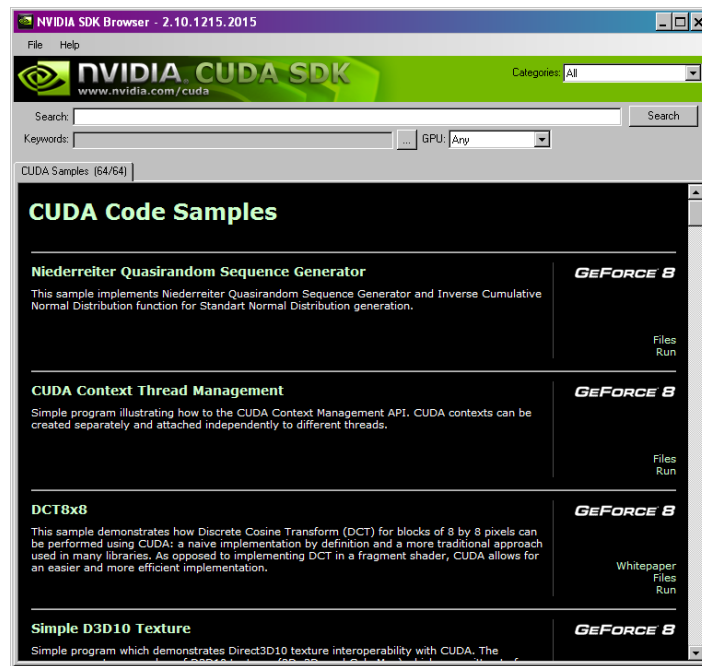 NVIDIA SDK Browser - 2.10.1215.2015
File Help
NVIDIA. CUDA SDK
www.nvidia.com/cuda
Categories: All
Search: Search
Keywords: ... GPU: Any
CUDA Samples (64/64)
CUDA Code Samples
Niederreiter Quasirandom Sequence Generator
GEFORCE 8
This sample implements Niederreiter Quasirandom Sequence Generator and Inverse Cumulative
Normal Distribution function for Standart Normal Distribution generation.
Files
Run
CUDA Context Thread Management
GEFORCE 8
Simple program illustrating how to the CUDA Context Management API. CUDA contexts can be
created separately and attached independently to different threads.
Files
Run
DCT8x8
GEFORCE 8
This sample demonstrates how Discrete Cosine Transform (DCT) for blocks of 8 by 8 pixels can
be performed using CUDA: a naive implementation by definition and a more traditional approach
used in many libraries. As opposed to implementing DCT in a fragment shader, CUDA allows for
an easier and more efficient implementation.
Whitepaper
Files
Run
Simple D3D10 Texture
GEFORCE 8
Simple program which demonstrates Direct3D10 texture interoperability with CUDA. The